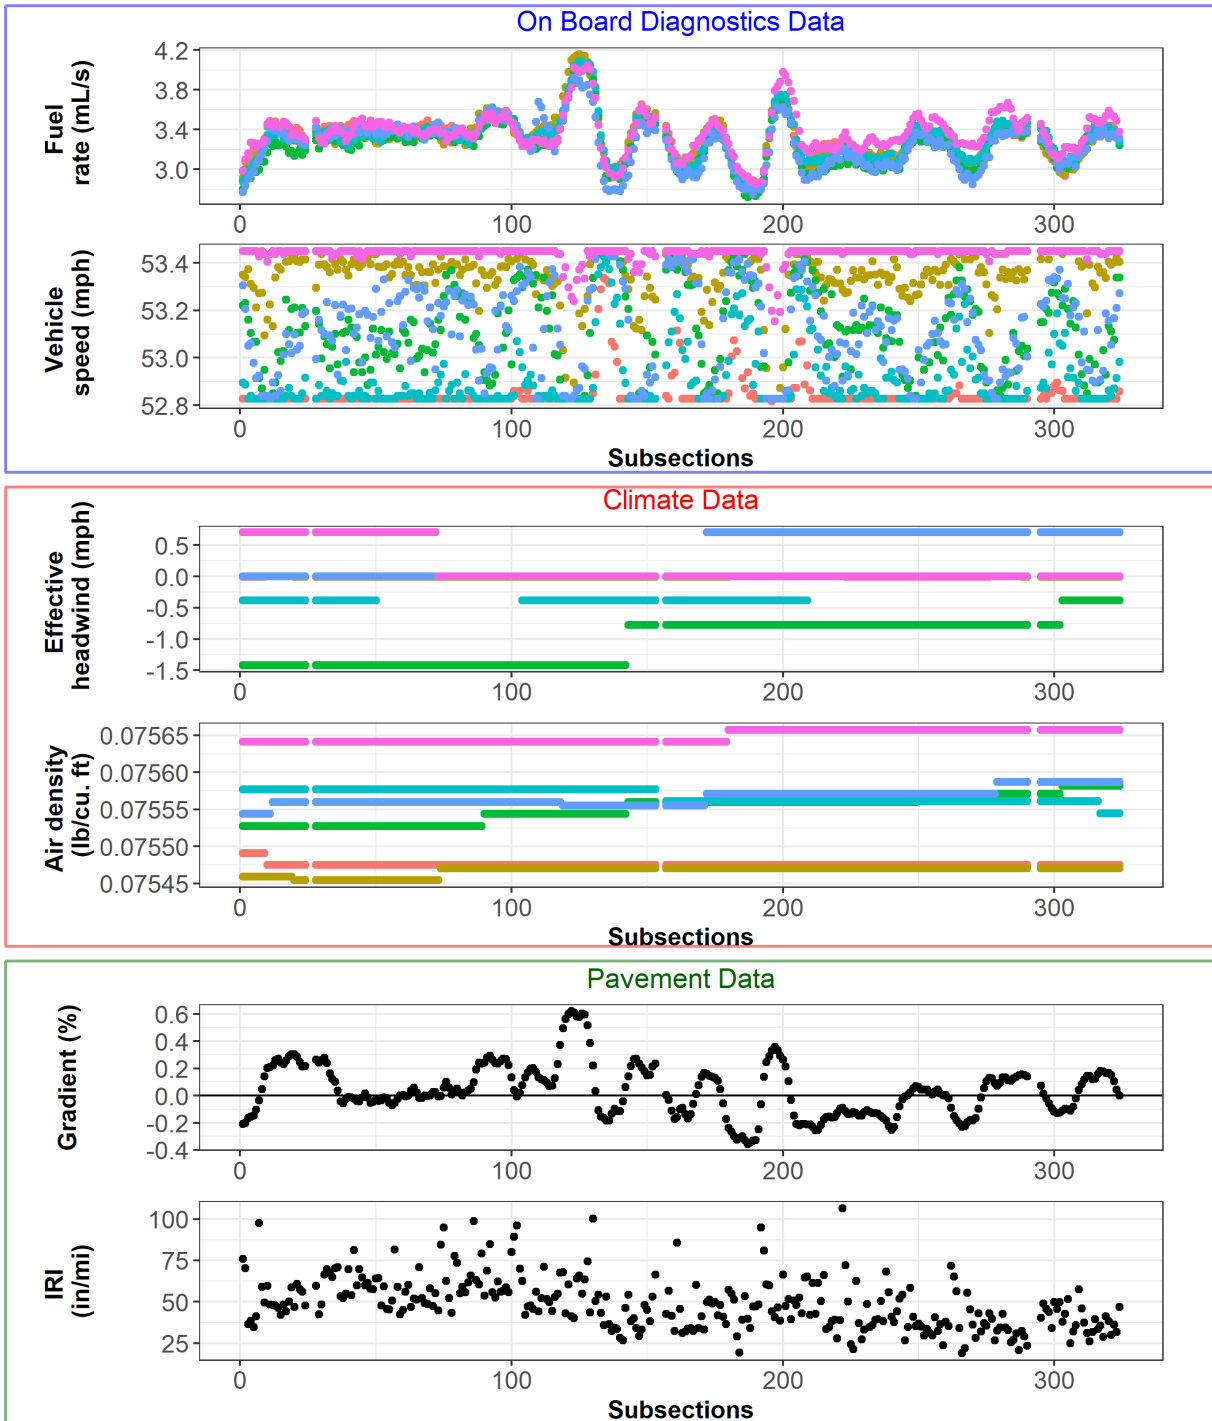 On Board Diagnostics Data
Fuel
rate (mL/s)
4.2
3.8
3.4
3.0
0 100 200 300
Vehicle
speed (mph)
53.4
53.2
53.0
52.8
0 100 200 300
Subsections
Climate Data
Effective
headwind (mph)
0.5
0.0
-0.5
-1.0
-1.5
0 100 200 300
Air density
(lb/cu. ft)
0.07565
0.07560
0.07555
0.07550
0.07545
0 100 200 300
Subsections
Pavement Data
Gradient (%)
0.6
0.4
0.2
0.0
-0.2
-0.4
0 100 200 300
IRI
(in/mi)
100
75
50
25
0 100 200 300
Subsections